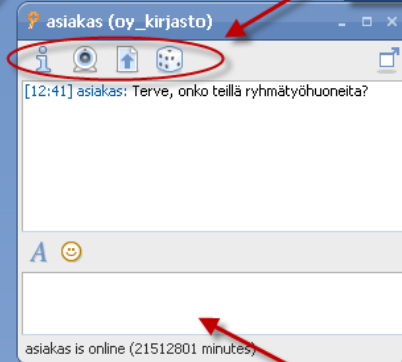 asiakas (oy_kirjasto)
[12:41] asiakas: Terve, onko teillä ryhmätyöhuoneita?
A
asiakas is online (21512801 minutes)